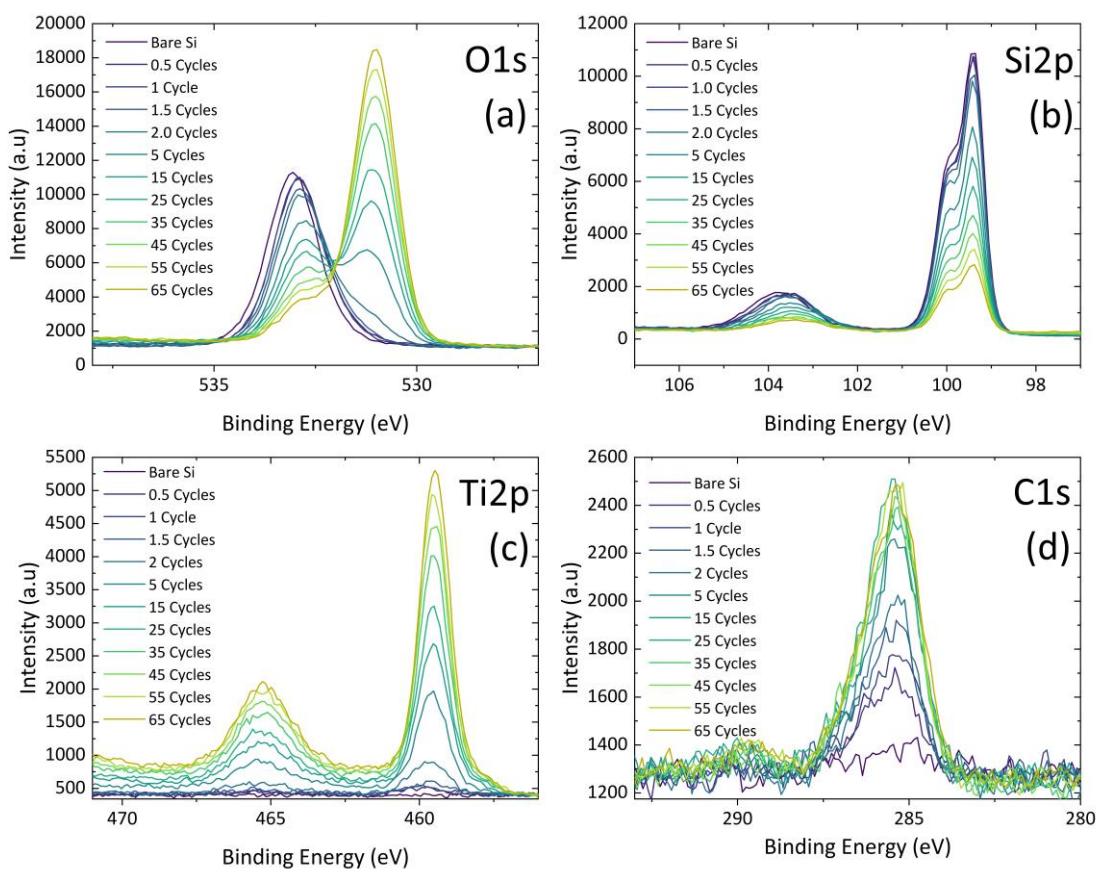 O1s
(a)
Intensity (a.u)
20000
18000
16000
14000
12000
10000
8000
6000
4000
2000
0
Bare Si
0.5 Cycles
1 Cycle
1.5 Cycles
2.0 Cycles
5 Cycles
15 Cycles
25 Cycles
35 Cycles
45 Cycles
55 Cycles
65 Cycles
535
530
Binding Energy (eV)
Si2p
(b)
Intensity (a.u)
12000
10000
8000
6000
4000
2000
0
Bare Si
0.5 Cycles
1.0 Cycles
1.5 Cycles
2.0 Cycles
5 Cycles
15 Cycles
25 Cycles
35 Cycles
45 Cycles
55 Cycles
65 Cycles
106
104
102
100
98
Binding Energy (eV)
Ti2p
(c)
Intensity (a.u)
5500
5000
4500
4000
3500
3000
2500
2000
1500
1000
500
Bare Si
0.5 Cycles
1 Cycle
1.5 Cycles
2 Cycles
5 Cycles
15 Cycles
25 Cycles
35 Cycles
45 Cycles
55 Cycles
65 Cycles
470
465
460
Binding Energy (eV)
C1s
(d)
Intensity (a.u)
2600
2400
2200
2000
1800
1600
1400
1200
Bare Si
0.5 Cycles
1 Cycle
1.5 Cycles
2 Cycles
5 Cycles
15 Cycles
25 Cycles
35 Cycles
45 Cycles
55 Cycles
65 Cycles
290
285
280
Binding Energy (eV)